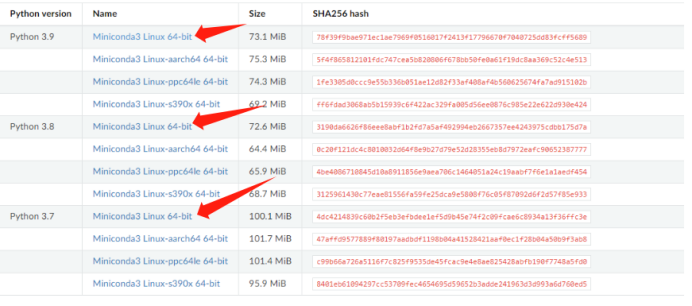 Python version Name Size SHA256 hash
Python 3.9 Miniconda3 Linux 64-bit 73.1 MiB 78f39f9bae971ec1ae7969f0516017f2413f17796670f7040725dd83fcff5689
Miniconda3 Linux-aarch64 64-bit 75.3 MiB 5f4f865812101fdc747cea5b820806f678bb50fe0a61f19dc8aa369c52c4e513
Miniconda3 Linux-ppc64le 64-bit 74.3 MiB 1fe3305d0ccc9e55b336b051ae12d82f33af408af4b560625674fa7ad915102b
Miniconda3 Linux-s390x 64-bit 69.2 MiB ff6fdad3068ab5b15939c6f422ac329fa005d56ee0876c985e22e622d930e424
Python 3.8 Miniconda3 Linux 64-bit 72.6 MiB 3190da6626f86eee8abf1b2fd7a5af492994eb2667357ee4243975cdbb175d7a
Miniconda3 Linux-aarch64 64-bit 64.4 MiB 0c20f121dc4c8010032d64f8e9b27d79e52d28355eb8d7972eafc90652387777
Miniconda3 Linux-ppc64le 64-bit 65.9 MiB 4be4086710845d10a8911856e9aea706c1464051a24c19aabf7f6e1a1aedf454
Miniconda3 Linux-s390x 64-bit 68.7 MiB 3125961430c77eae81556fa59fe25dca9e5808f76c05f87092d6f2d57f85e933
Python 3.7 Miniconda3 Linux 64-bit 100.1 MiB 4dc4214839c60b2f5eb3efbdee1ef5d9b45e74f2c09fcae6c8934a13f36ffc3e
Miniconda3 Linux-aarch64 64-bit 101.7 MiB 47affd9577889f80197aadbdf1198b04a41528421aaf0ec1f28b04a50b9f3ab8
Miniconda3 Linux-ppc64le 64-bit 101.4 MiB c99b66a726a5116f7c825f9535de45fcac9e4e8ae825428abfb190f7748a5fd0
Miniconda3 Linux-s390x 64-bit 95.9 MiB 8401eb61094297cc53709fec4654695d59652b3adde241963d3d993a6d760ed5